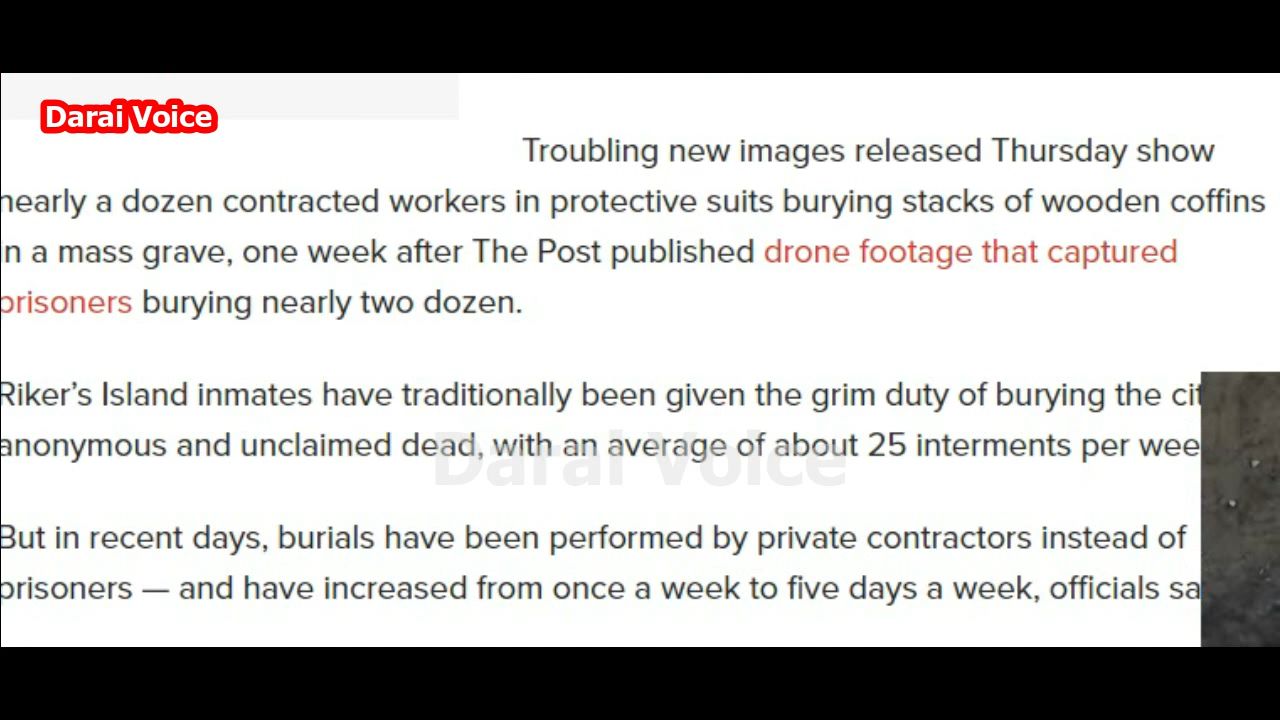 Darai Voice
Troubling new images released Thursday show
nearly a dozen contracted workers in protective suits burying stacks of wooden coffins
in a mass grave, one week after The Post published drone footage that captured
prisoners burying nearly two dozen.
Riker’s Island inmates have traditionally been given the grim duty of burying the cit
anonymous and unclaimed dead, with an average of about 25 interments per wee
Darai Voice
But in recent days, burials have been performed by private contractors instead of
prisoners — and have increased from once a week to five days a week, officials sa